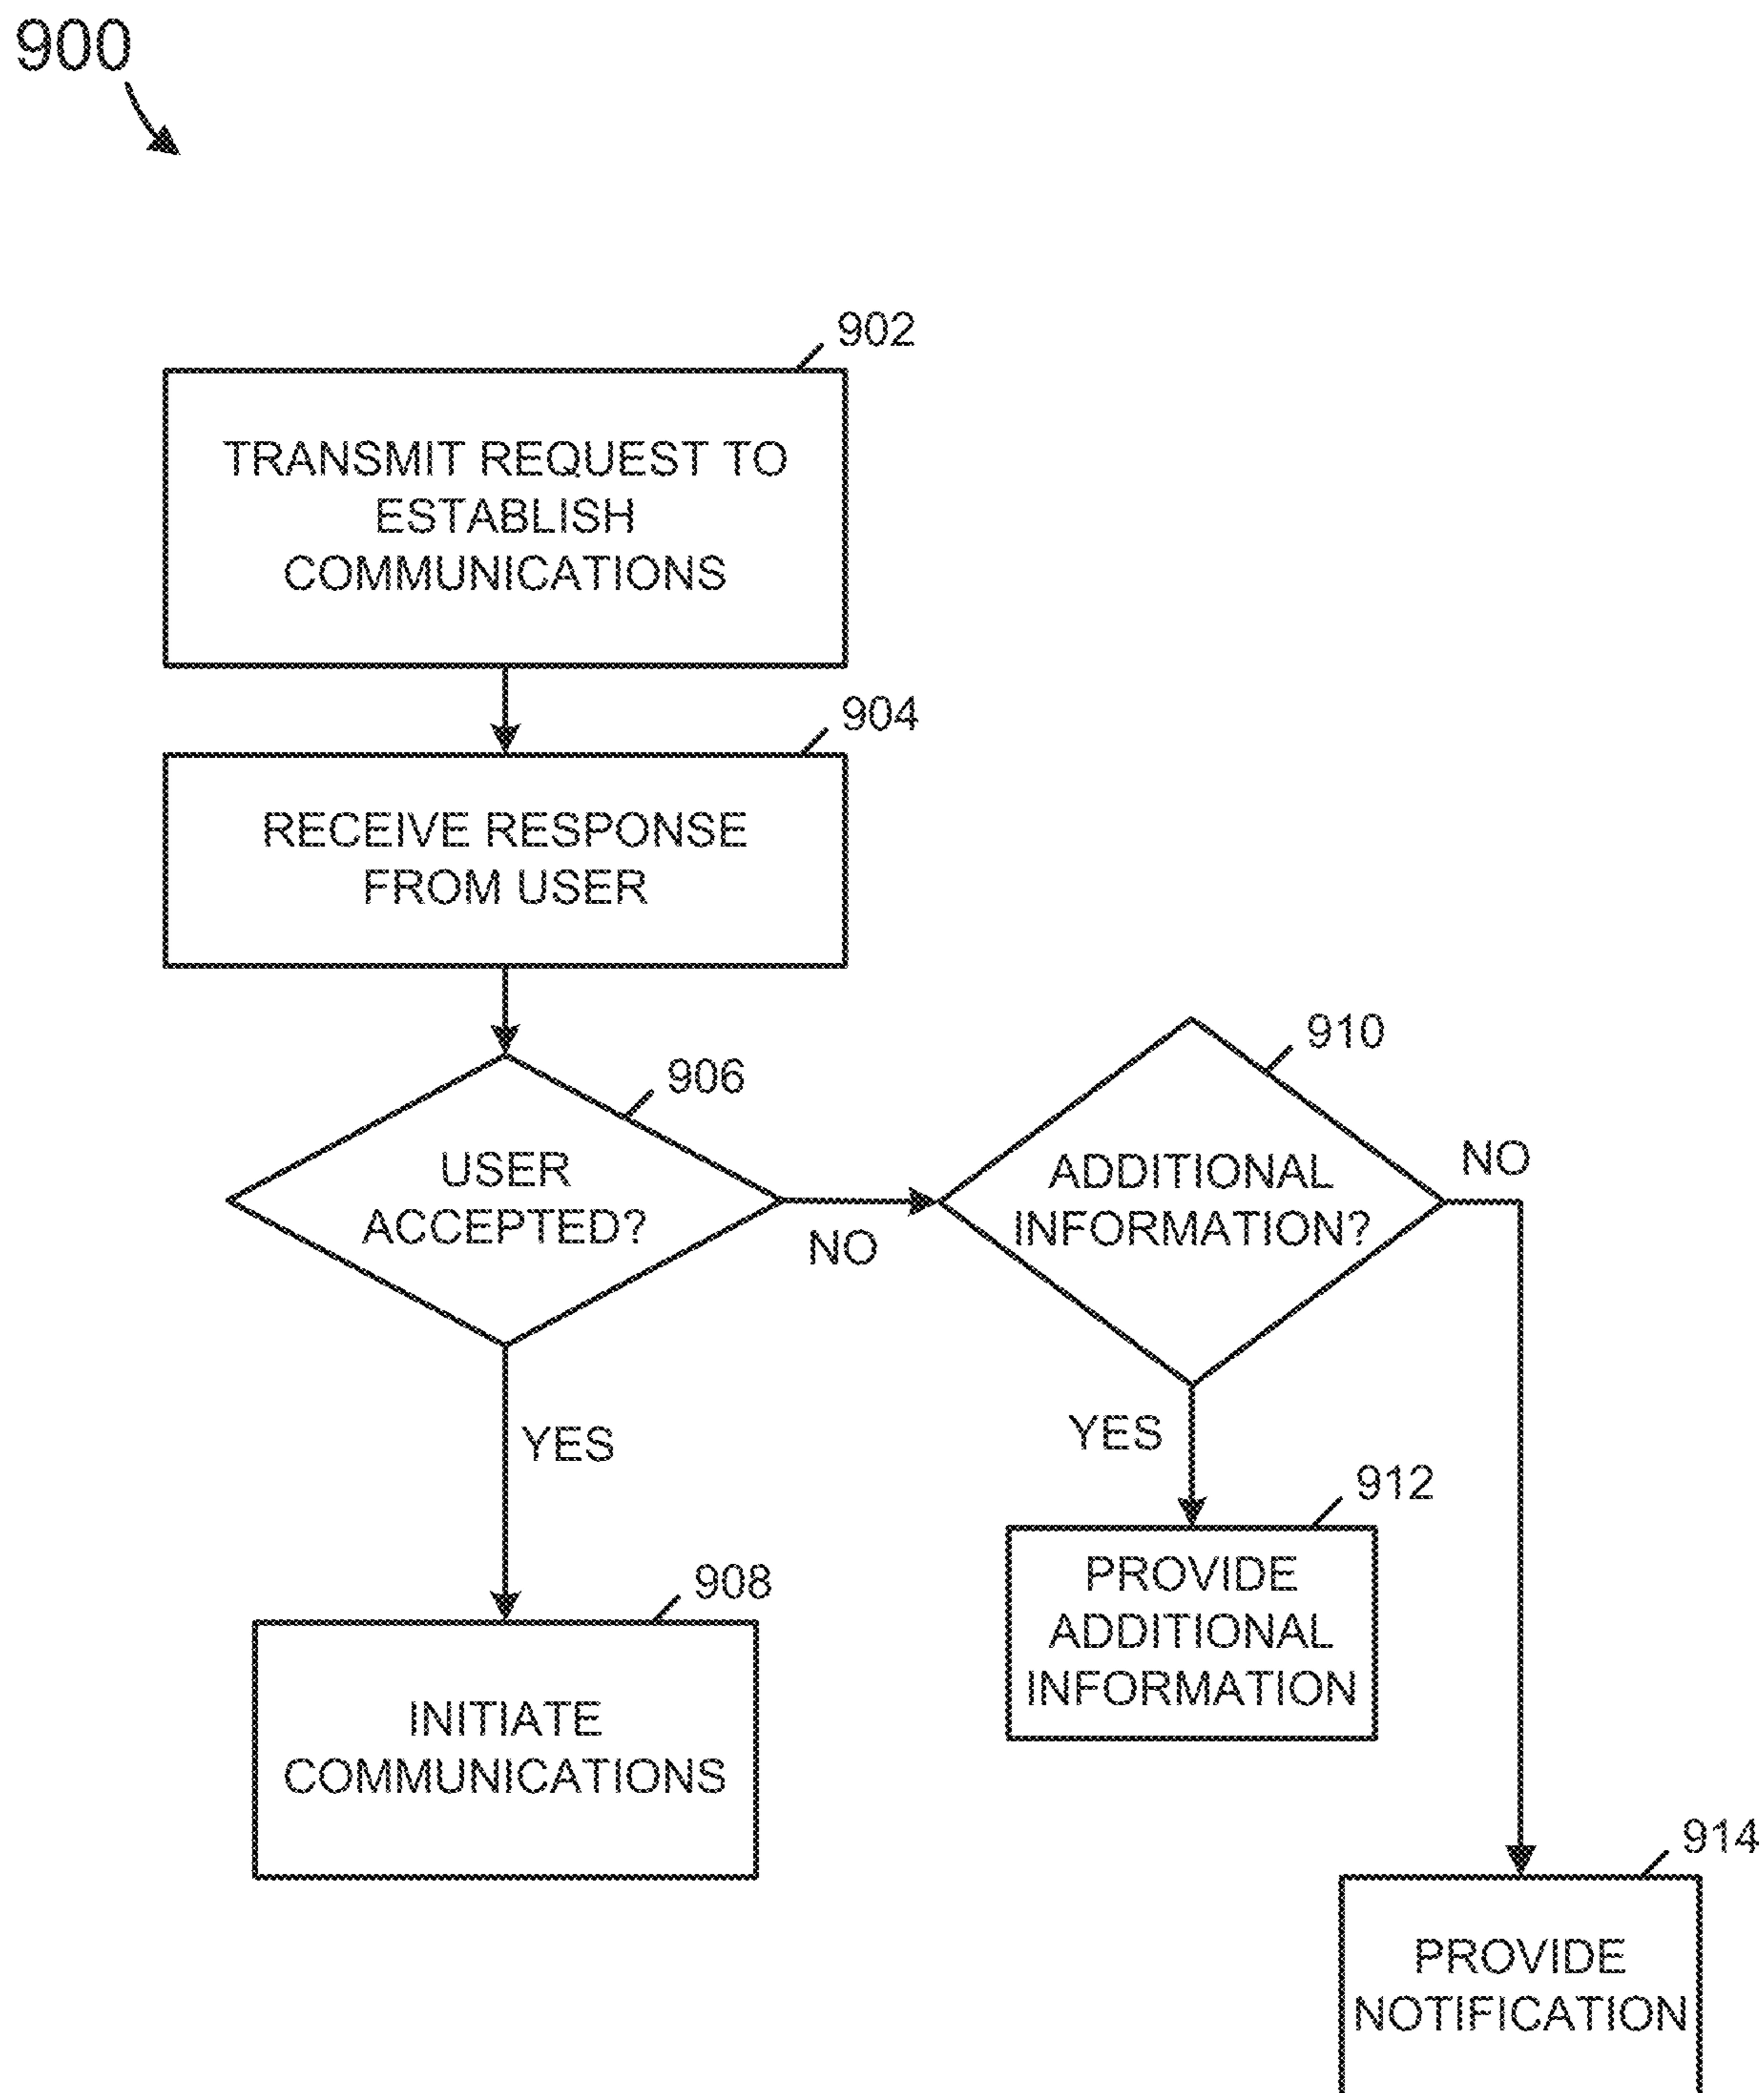 900
902
TRANSMIT REQUEST TO
ESTABLISH
COMMUNICATIONS
904
RECEIVE RESPONSE
FROM USER
906
USER
ACCEPTED?
NO
YES
910
ADDITIONAL
INFORMATION?
NO
YES
908
INITIATE
COMMUNICATIONS
912
PROVIDE
ADDITIONAL
INFORMATION
914
PROVIDE
NOTIFICATION